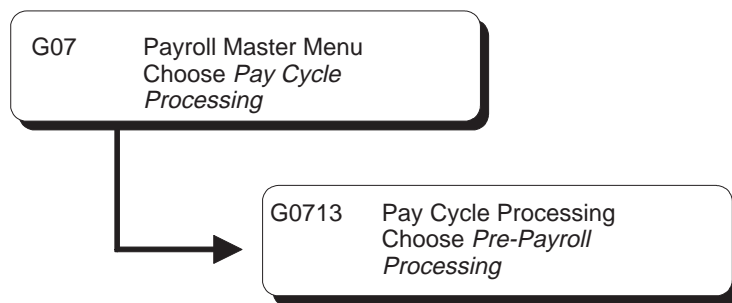 G07 Payroll Master Menu
Choose Pay Cycle
Processing
G0713 Pay Cycle Processing
Choose Pre-Payroll
Processing